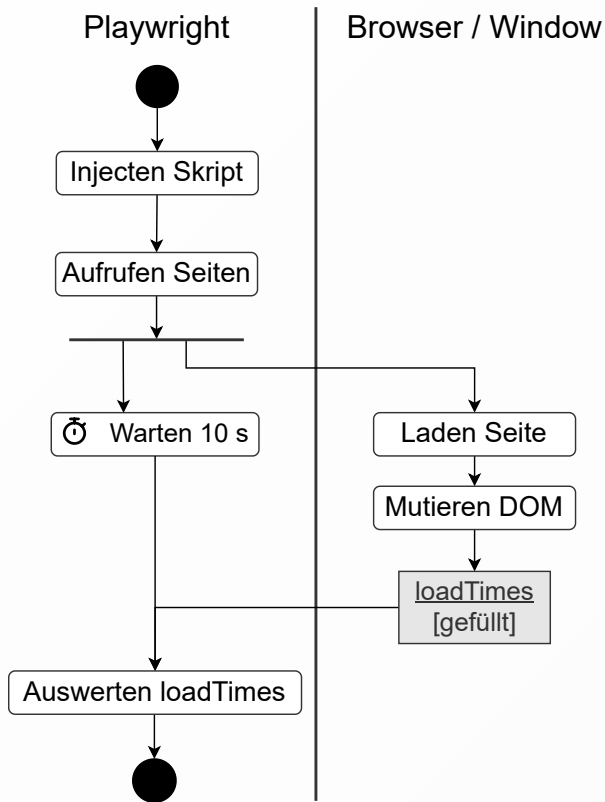 Playwright
Browser / Window
Injecten Skript
Aufrufen Seiten
Warten 10 s
Laden Seite
Mutieren DOM
loadTimes
[gefüllt]
Auswerten loadTimes